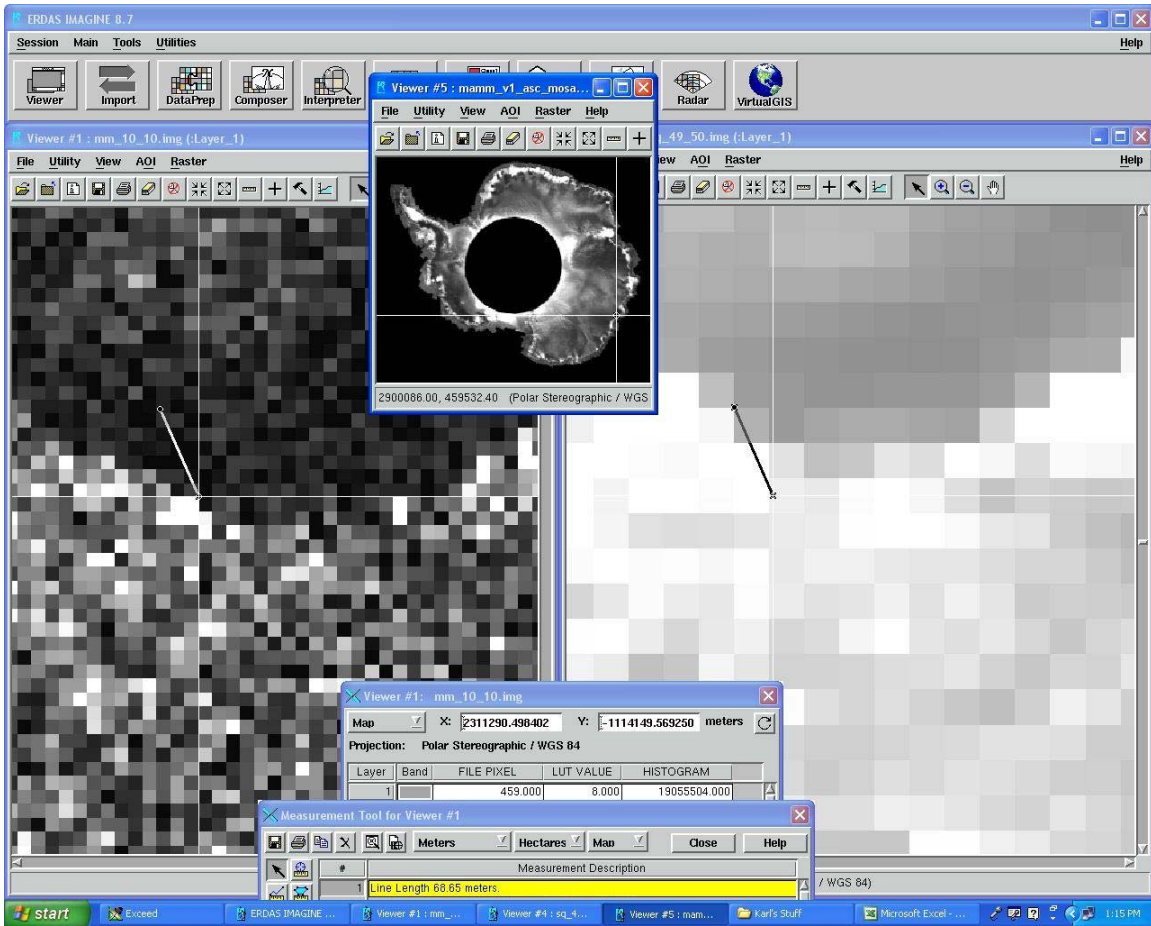 ERDAS IMAGINE 8.7
Session Main Tools Utilities Help
Viewer Import DataPrep Composer Interpreter Radar VirtualGIS
Viewer #5 : mamm_v1_asc_mosa...
File Utility View AOI Raster Help
2900086.00, 459532.40 (Polar Stereographic / WGS
Viewer #1 : mm_10_10.img (:Layer_1)
File Utility View AOI Raster
_49_50.img (:Layer_1)
AOI Raster Help
/ WGS 84)
Viewer #1: mm_10_10.img
Map X: 2311290.498402 Y: -1114149.569250 meters
Projection: Polar Stereographic / WGS 84
Layer Band FILE PIXEL LUT VALUE HISTOGRAM
1 459.000 8.000 19055504.000
Measurement Tool for Viewer #1
Meters Hectares Map Close Help
# Measurement Description
1 Line Length 68.65 meters.
start Exceed ERDAS IMAGINE ... Viewer #1 : mm_... Viewer #4 : sq_4... Viewer #5 : mam... Karl's Stuff Microsoft Excel - ... 1:15 PM